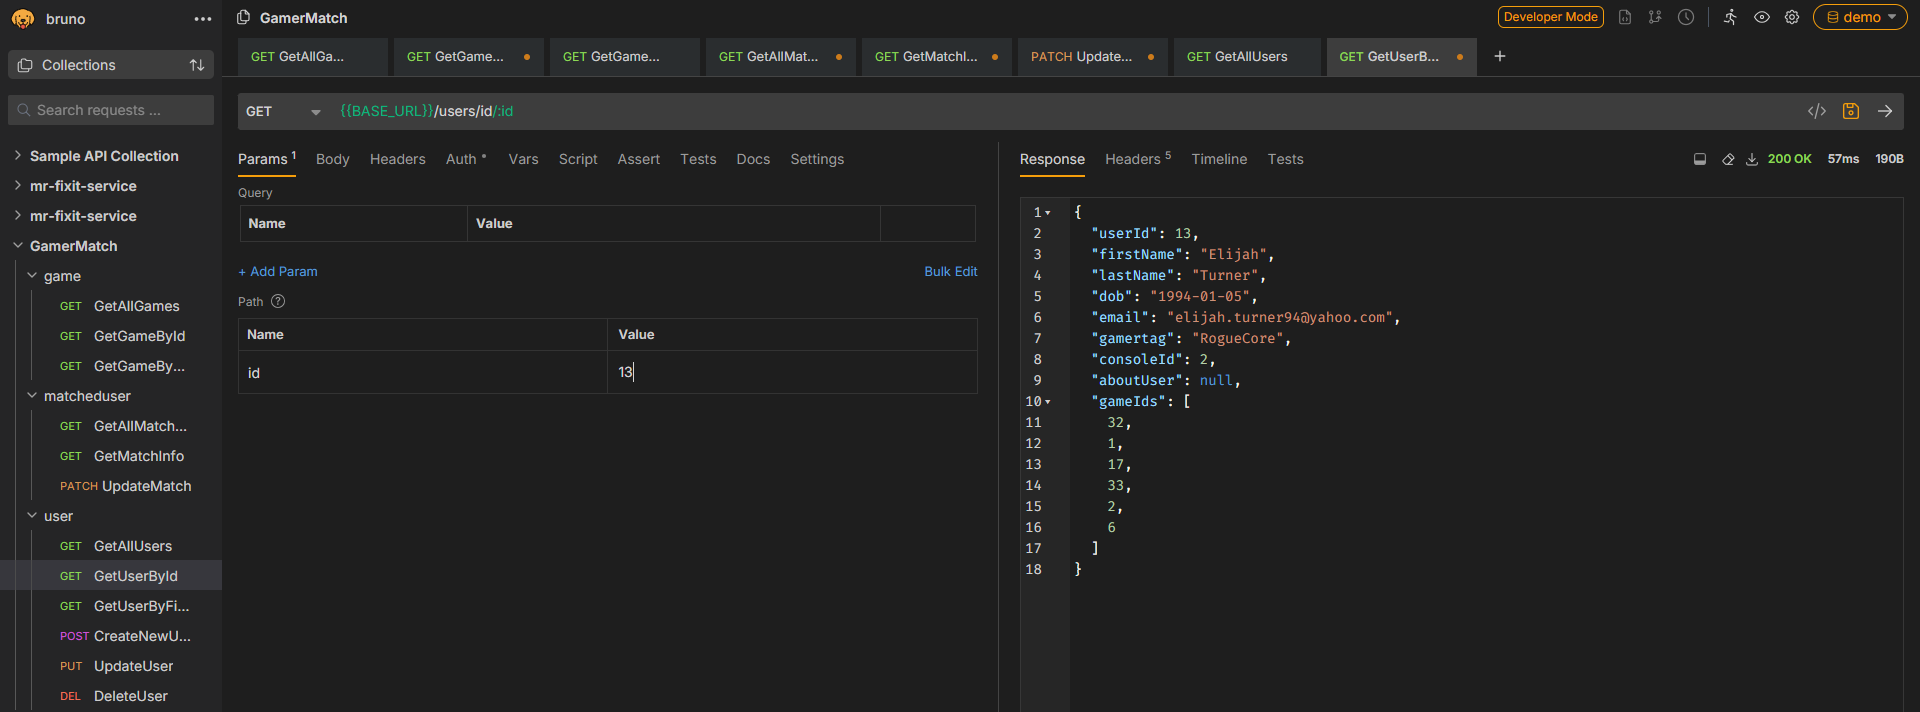 bruno
Collections
Search requests ...
Sample API Collection
mr-fixit-service
mr-fixit-service
GamerMatch
game
GET GetAllGames
GET GetGameById
GET GetGameBy...
matcheduser
GET GetAllMatch...
GET GetMatchInfo
PATCH UpdateMatch
user
GET GetAllUsers
GET GetUserById
GET GetUserByFi...
POST CreateNewU...
PUT UpdateUser
DEL DeleteUser
GamerMatch
Developer Mode
demo
GET GetAllGa...
GET GetGame...
GET GetGame...
GET GetAllMat...
GET GetMatchI...
PATCH Update...
GET GetAllUsers
GET GetUserB...
GET
{{BASE_URL}}/users/id/:id
Params 1 Body Headers Auth Vars Script Assert Tests Docs Settings
Query
Name Value
+ Add Param Bulk Edit
Path ?
Name Value
id 13
Response Headers 5 Timeline Tests
200 OK 57ms 190B
1 {
2 "userId": 13,
3 "firstName": "Elijah",
4 "lastName": "Turner",
5 "dob": "1994-01-05",
6 "email": "elijah.turner94@yahoo.com",
7 "gamertag": "RogueCore",
8 "consoleId": 2,
9 "aboutUser": null,
10 "gameIds": [
11 32,
12 1,
13 17,
14 33,
15 2,
16 6
17 ]
18 }